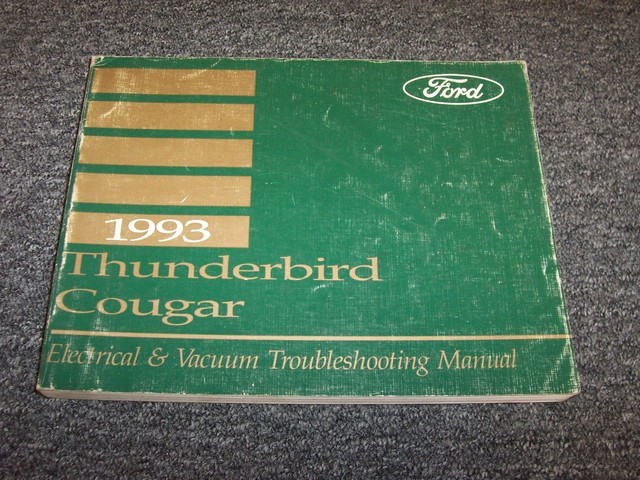 Ford
1993
Thunderbird
Cougar
Electrical & Vacuum Troubleshooting Manual